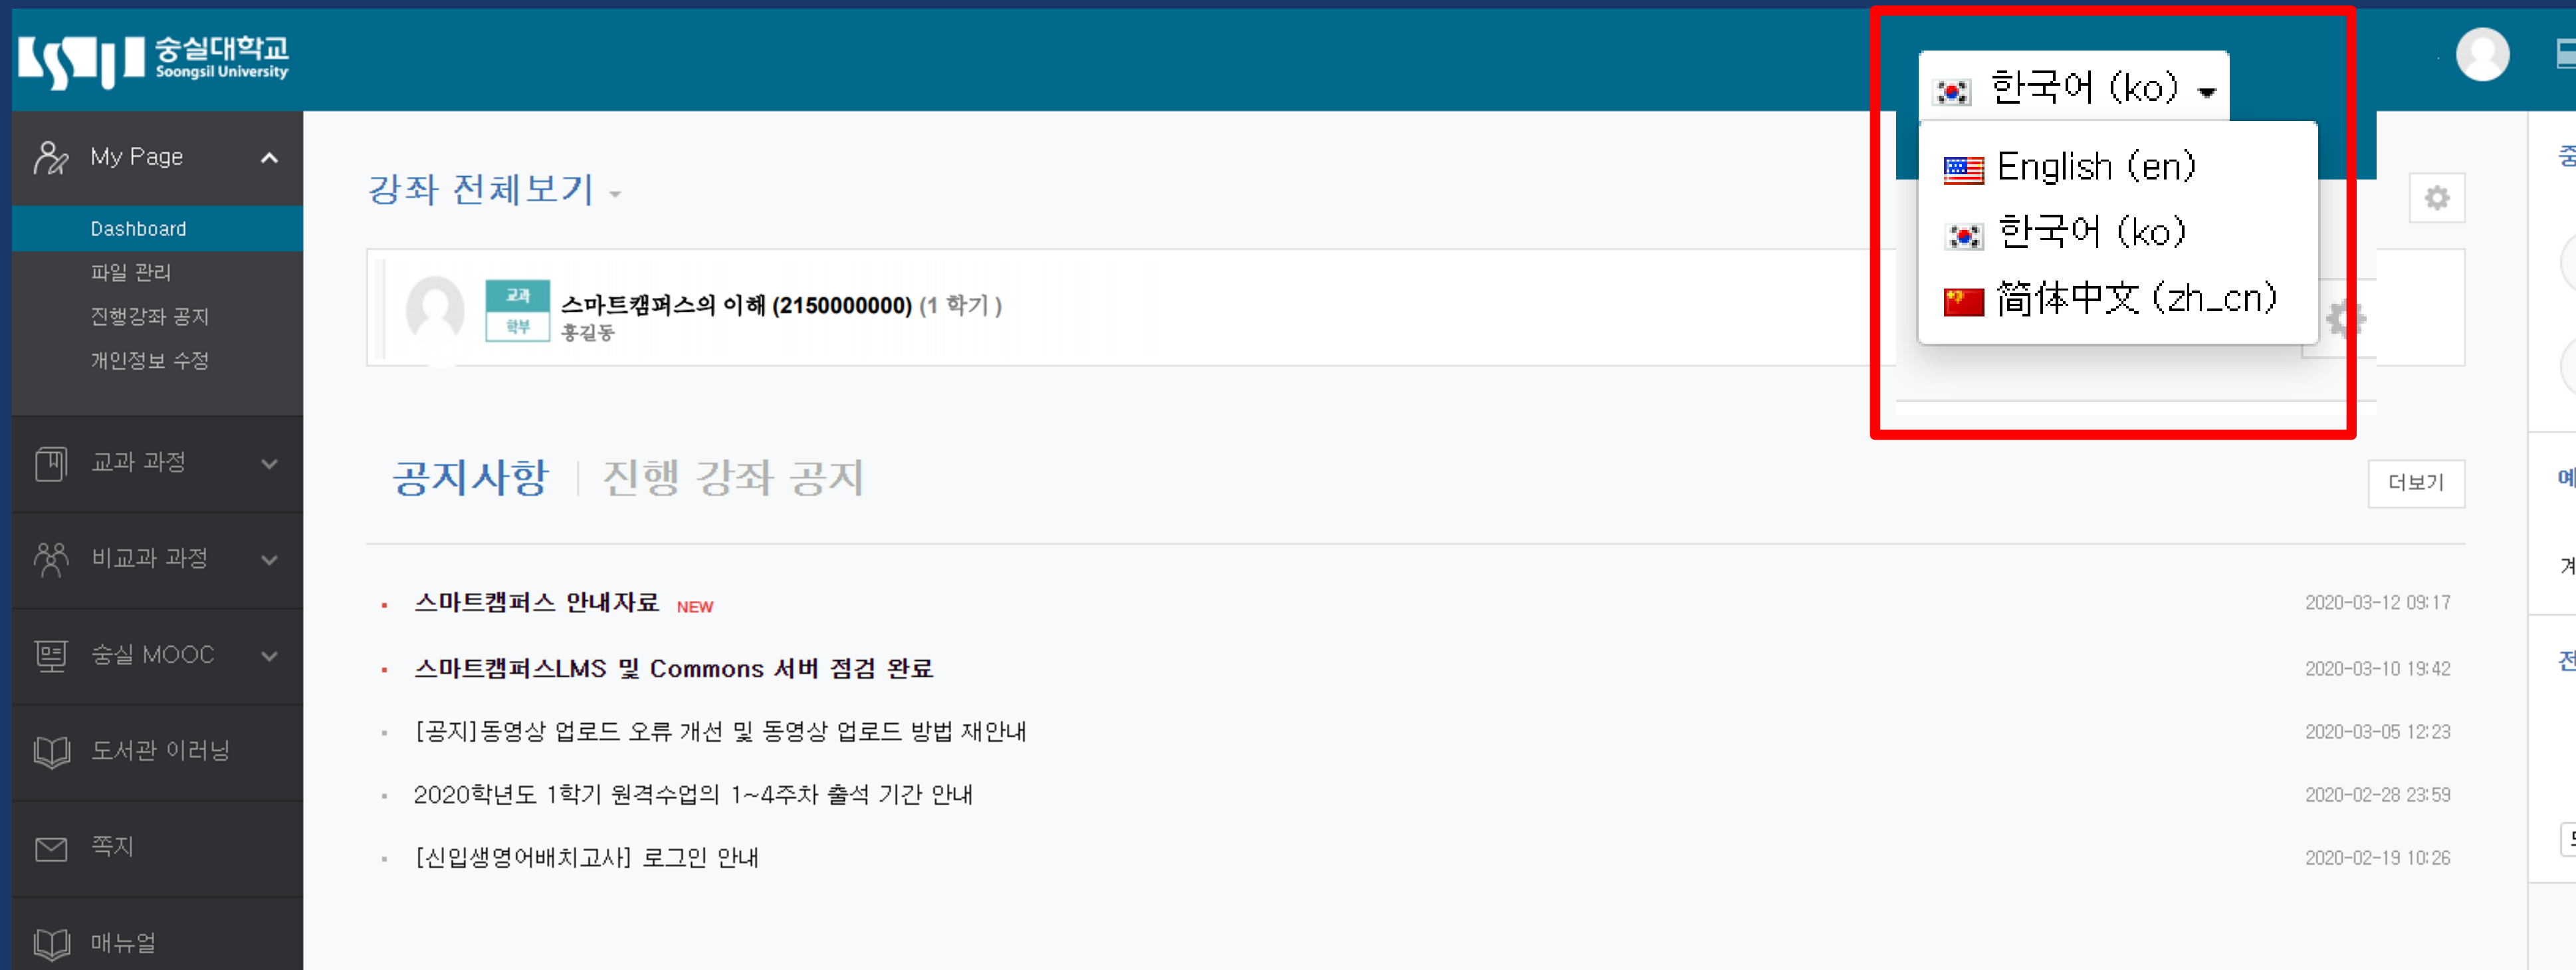 숭실대학교
Soongsil University
한국어 (ko)
English (en)
한국어 (ko)
简体中文 (zh_cn)
My Page
Dashboard
파일 관리
진행강좌 공지
개인정보 수정
교과 과정
비교과 과정
숭실 MOOC
도서관 이러닝
쪽지
매뉴얼
강좌 전체보기
교과
학부
스마트캠퍼스의 이해 (2150000000) (1 학기 )
홍길동
공지사항 진행 강좌 공지
더보기
스마트캠퍼스 안내자료 NEW 2020-03-12 09:17
스마트캠퍼스LMS 및 Commons 서버 점검 완료 2020-03-10 19:42
[공지]동영상 업로드 오류 개선 및 동영상 업로드 방법 재안내 2020-03-05 12:23
2020학년도 1학기 원격수업의 1~4주차 출석 기간 안내 2020-02-28 23:59
[신입생영어배치고사] 로그인 안내 2020-02-19 10:26